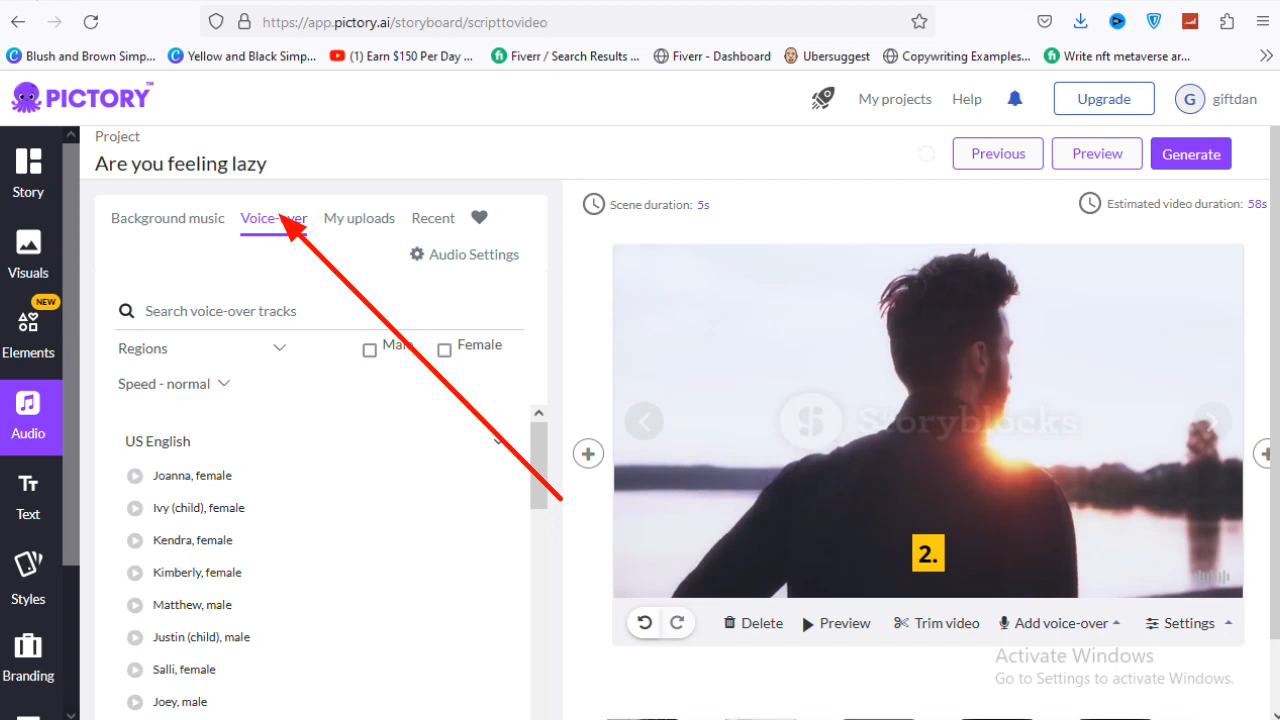 https://app.pictory.ai/storyboard/scripttovideo
Blush and Brown Simp... Yellow and Black Simp... (1) Earn $150 Per Day ... Fiverr / Search Results ... Fiverr - Dashboard Ubersuggest Copywriting Examples... Write nft metaverse ar...
PICTORY™ My projects Help Upgrade G giftdan
Project
Are you feeling lazy
Previous Preview Generate
Story
Visuals
NEW
Elements
Audio
Text
Styles
Branding
Background music Voice-over My uploads Recent
Audio Settings
Search voice-over tracks
Regions Male Female
Speed - normal
US English
Joanna, female
Ivy (child), female
Kendra, female
Kimberly, female
Matthew, male
Justin (child), male
Salli, female
Joey, male
Scene duration: 5s Estimated video duration: 58s
Storyblocks
2.
Delete Preview Trim video Add voice-over Settings
Activate Windows
Go to Settings to activate Windows.